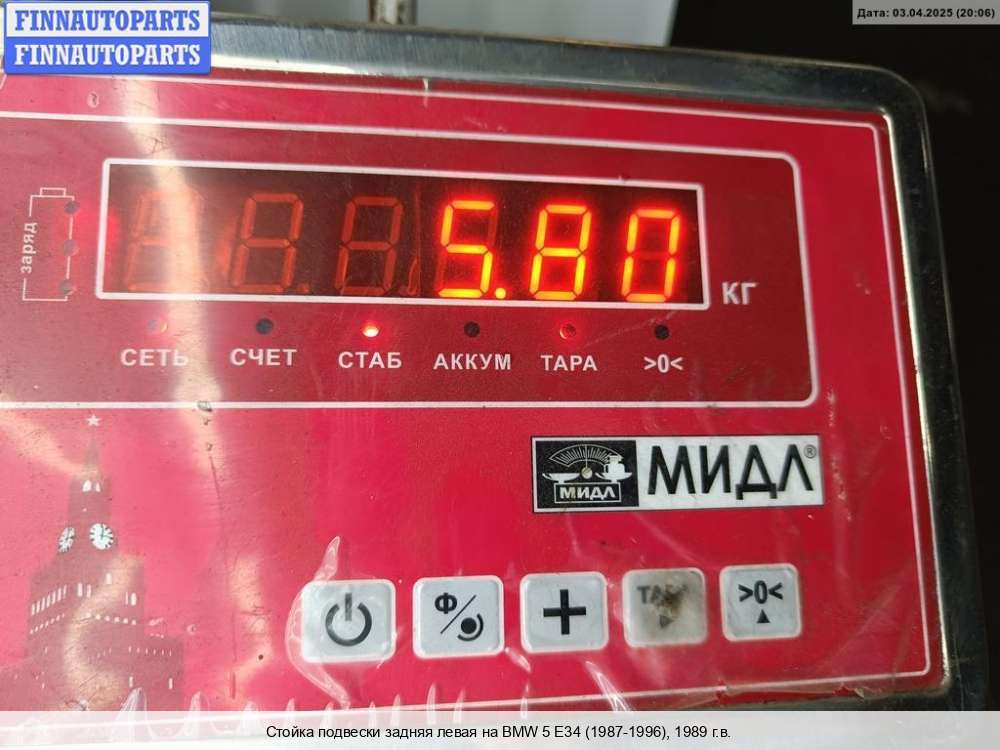 FINNAUTOPARTS
FINNAUTOPARTS
Дата: 03.04.2025 (20:06)
заряд
5.80
КГ
СЕТЬ СЧЕТ СТАБ АККУМ ТАРА >0<
МИДЛ МИДЛ®
Ф
ТАРА >0<
Стойка подвески задняя левая на BMW 5 E34 (1987-1996), 1989 г.в.